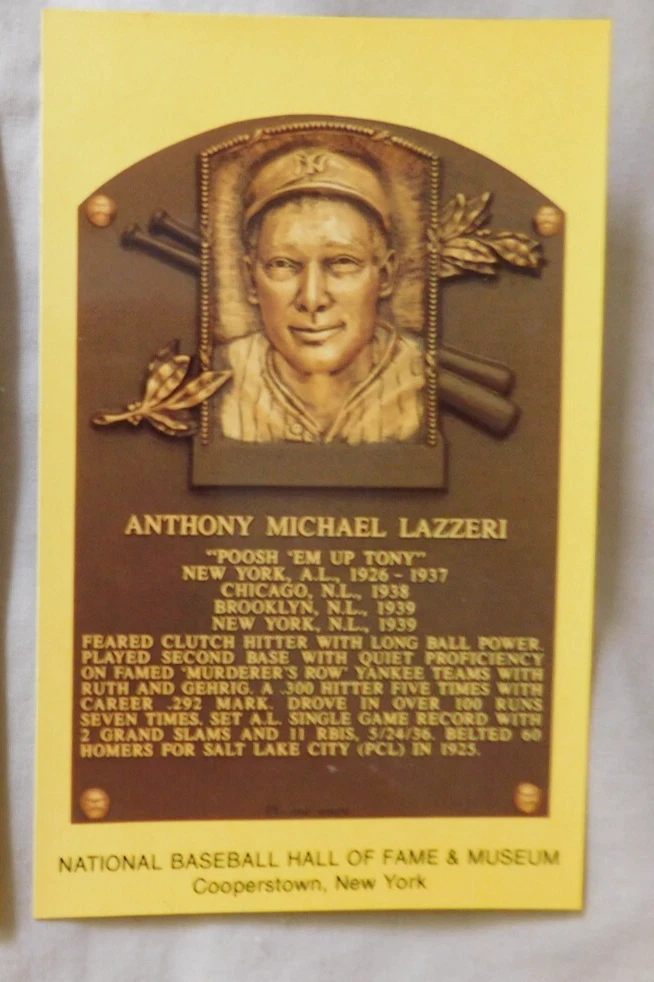 NY
ANTHONY MICHAEL LAZZERI
"POOSH 'EM UP TONY"
NEW YORK, A.L., 1926 - 1937
CHICAGO, N.L., 1938
BROOKLYN, N.L., 1939
NEW YORK, N.L., 1939
FEARED CLUTCH HITTER WITH LONG BALL POWER.
PLAYED SECOND BASE WITH QUIET PROFICIENCY
ON FAMED 'MURDERER'S ROW' YANKEE TEAMS WITH
RUTH AND GEHRIG. A .300 HITTER FIVE TIMES WITH
CAREER .292 MARK. DROVE IN OVER 100 RUNS
SEVEN TIMES. SET A.L. SINGLE GAME RECORD WITH
2 GRAND SLAMS AND 11 RBIS, 5/24/36. BELTED 60
HOMERS FOR SALT LAKE CITY (PCL) IN 1925.
NATIONAL BASEBALL HALL OF FAME & MUSEUM
Cooperstown, New York